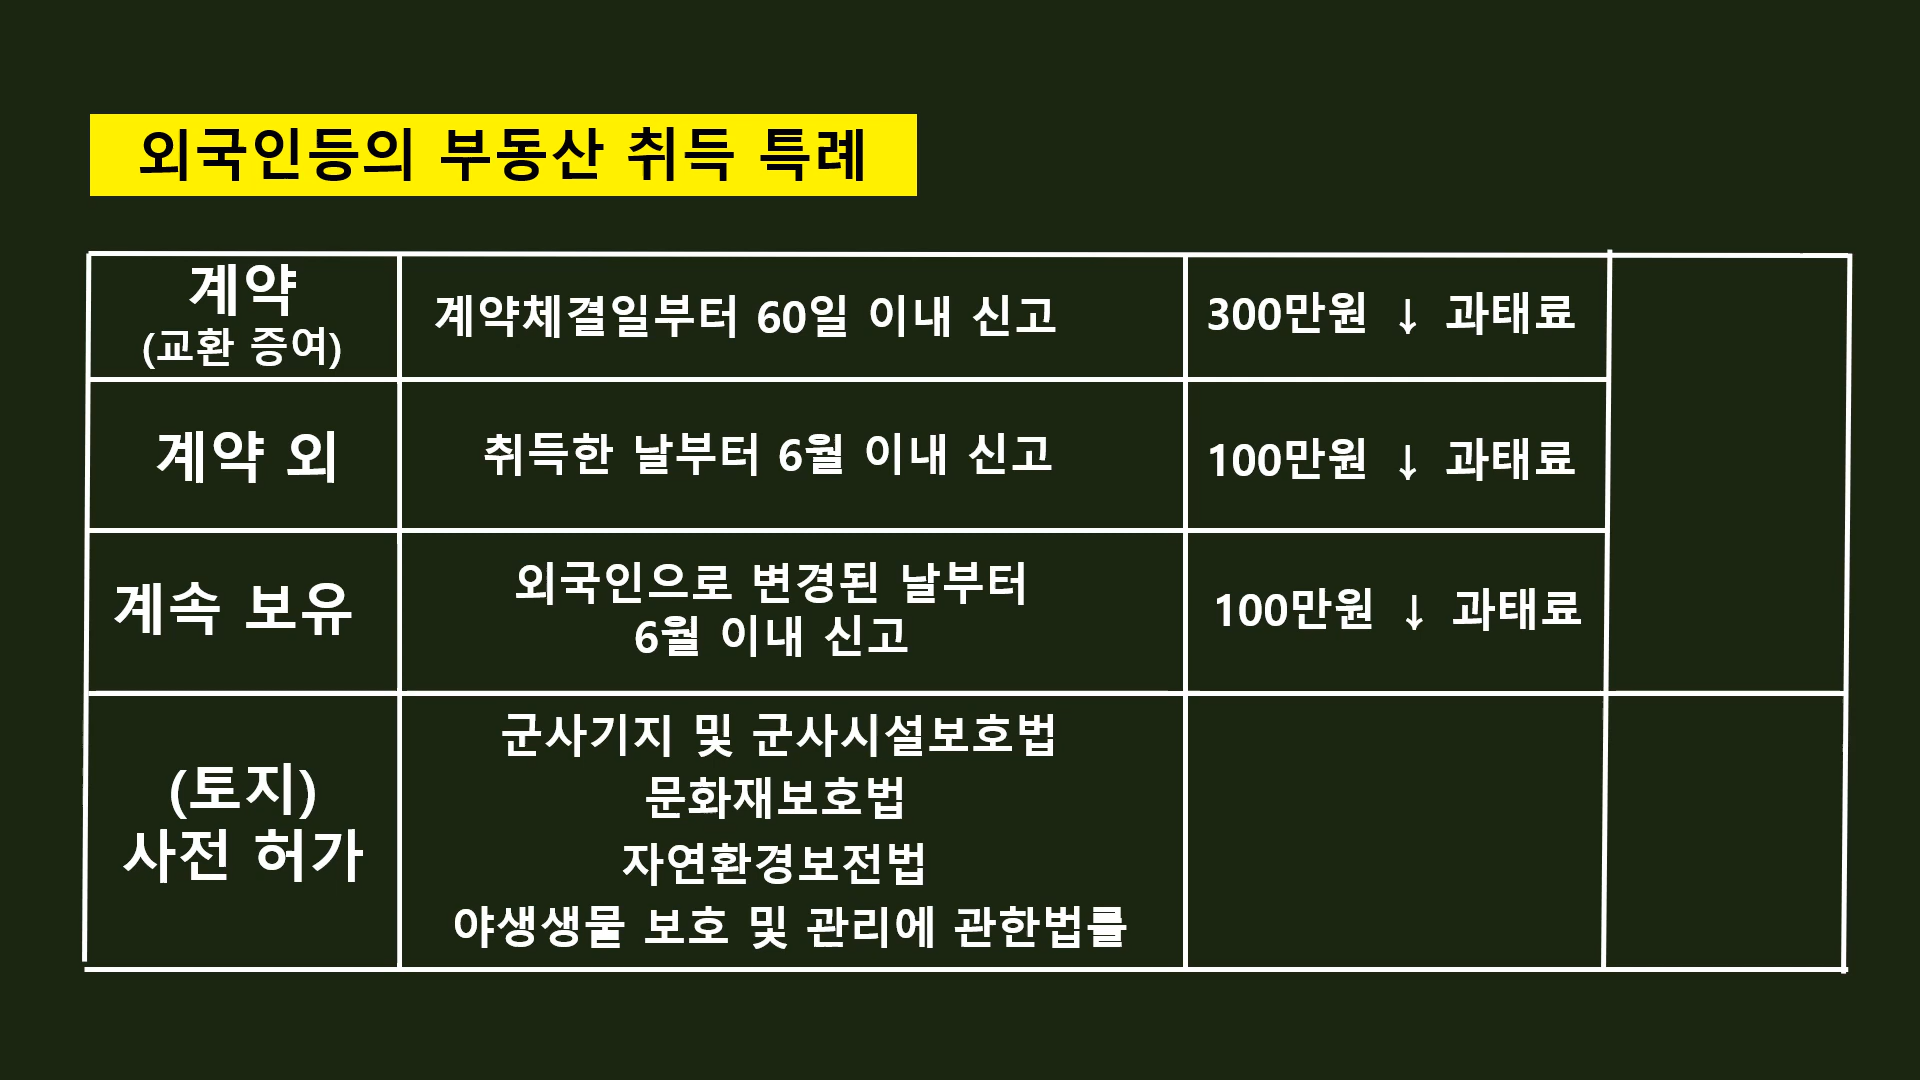 외국인등의 부동산 취득 특례
계약
(교환 증여)
계약체결일부터 60일 이내 신고
300만원 ↓ 과태료
계약 외
취득한 날부터 6월 이내 신고
100만원 ↓ 과태료
계속 보유
외국인으로 변경된 날부터
6월 이내 신고
100만원 ↓ 과태료
(토지)
사전 허가
군사기지 및 군사시설보호법
문화재보호법
자연환경보전법
야생생물 보호 및 관리에 관한법률